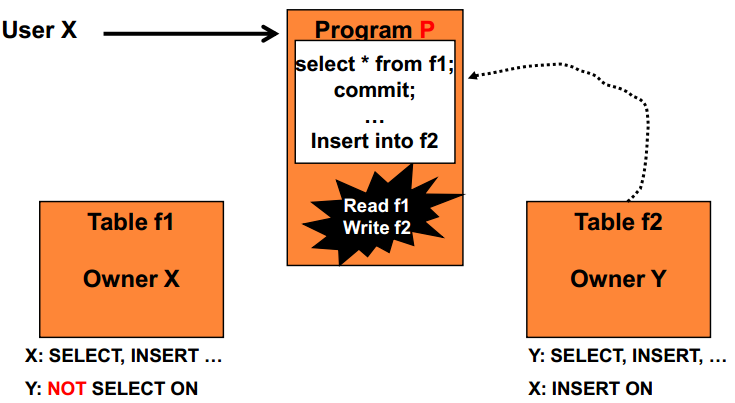 User X
Program P
select * from f1;
commit;
…
Insert into f2
Read f1
Write f2
Table f1
Owner X
Table f2
Owner Y
X: SELECT, INSERT …
Y: NOT SELECT ON
Y: SELECT, INSERT, …
X: INSERT ON